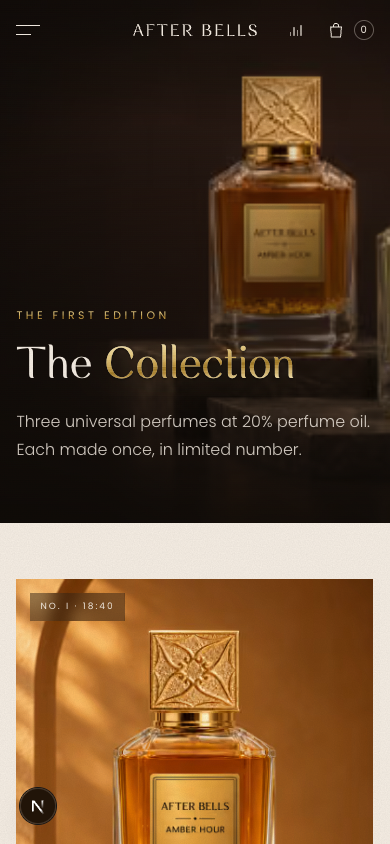 AFTER BELLS
0
AFTER BELLS
AMBER HOUR
THE FIRST EDITION
The Collection
Three universal perfumes at 20% perfume oil.
Each made once, in limited number.
NO. I · 18:40
AFTER BELLS
AMBER HOUR
N